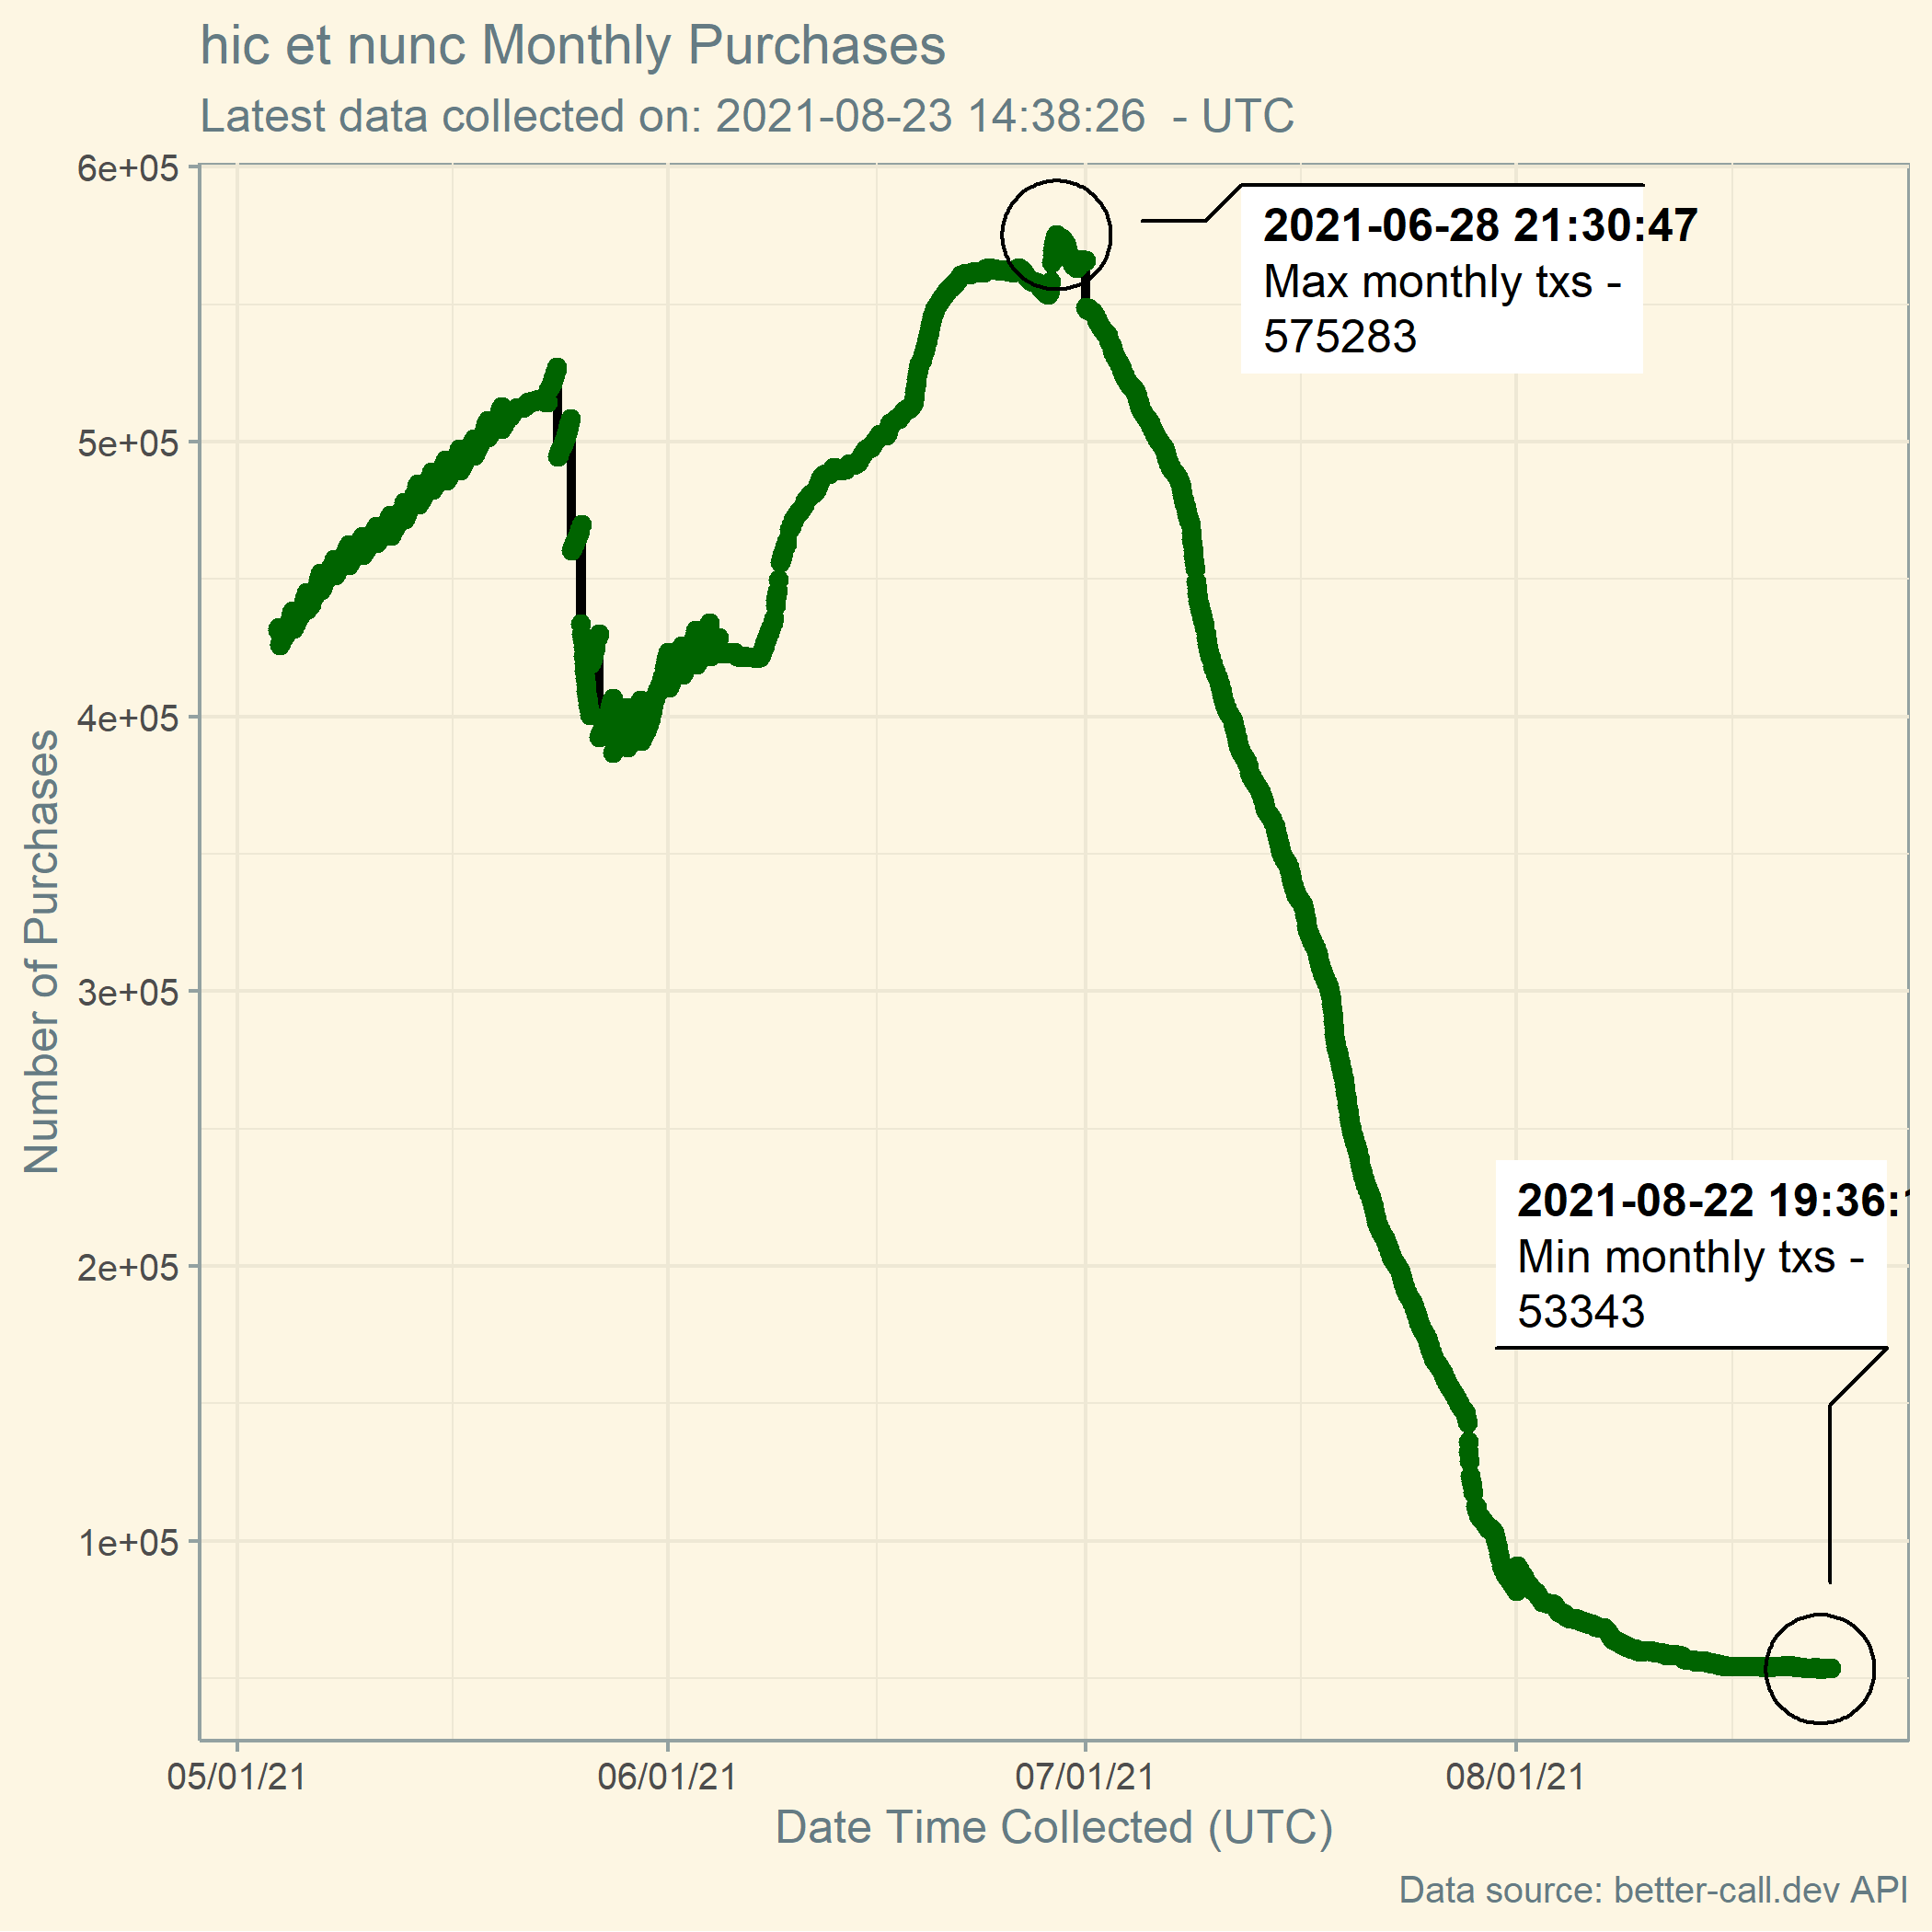 hic et nunc Monthly Purchases
Latest data collected on: 2021-08-23 14:38:26  - UTC
6e+05
5e+05
4e+05
3e+05
2e+05
1e+05
Number of Purchases
2021-06-28 21:30:47
Max monthly txs -
575283
2021-08-22 19:36:
Min monthly txs -
53343
05/01/21
06/01/21
07/01/21
08/01/21
Date Time Collected (UTC)
Data source: better-call.dev API